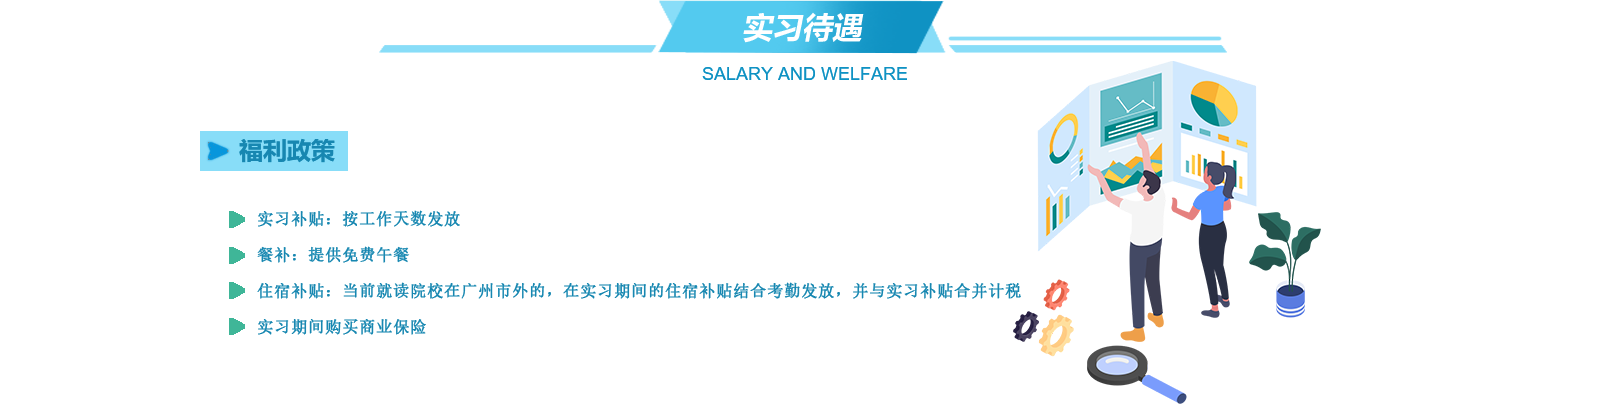 实习待遇
SALARY AND WELFARE
福利政策
实习补贴：按工作天数发放
餐补：提供免费午餐
住宿补贴：当前就读院校在广州市外的，在实习期间的住宿补贴结合考勤发放，并与实习补贴合并计税
实习期间购买商业保险